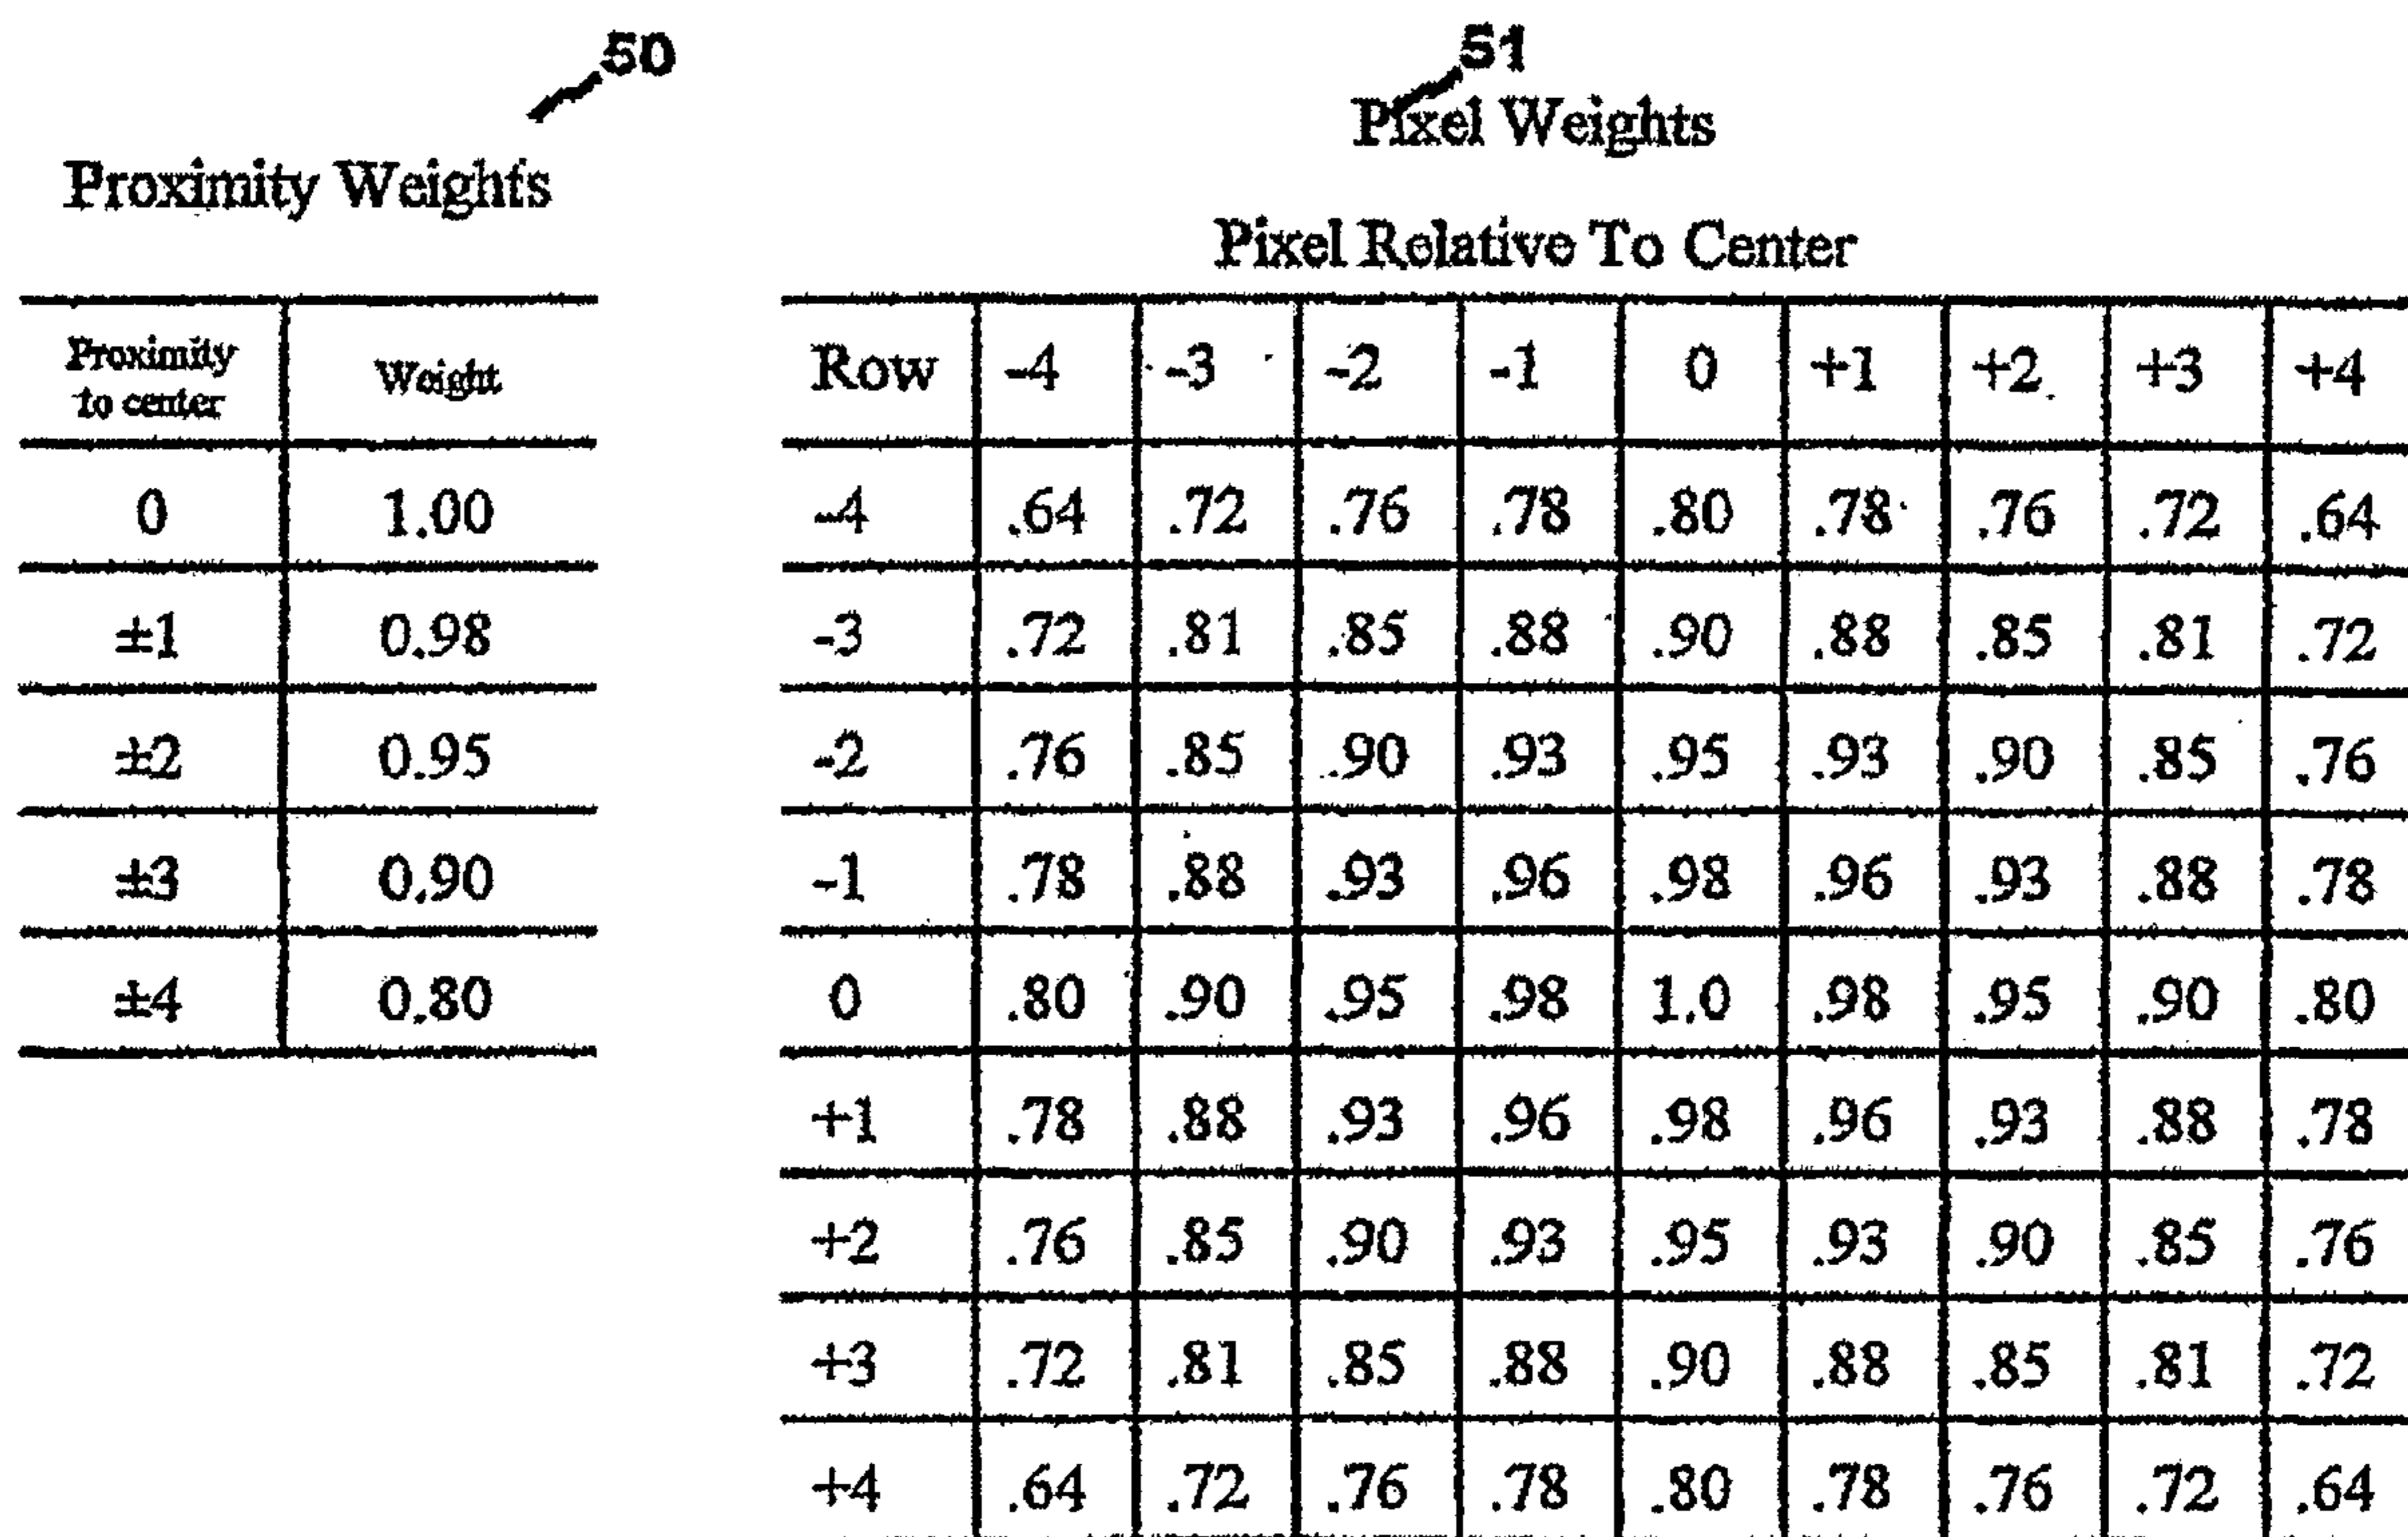 50
Proximity Weights
Proximity to center Weight
0 1.00
±1 0.98
±2 0.95
±3 0.90
±4 0.80
51
Pixel Weights
Pixel Relative To Center
Row -4 -3 -2 -1 0 +1 +2 +3 +4
-4 .64 .72 .76 .78 .80 .78 .76 .72 .64
-3 .72 .81 .85 .88 .90 .88 .85 .81 .72
-2 .76 .85 .90 .93 .95 .93 .90 .85 .76
-1 .78 .88 .93 .96 .98 .96 .93 .88 .78
0 .80 .90 .95 .98 1.0 .98 .95 .90 .80
+1 .78 .88 .93 .96 .98 .96 .93 .88 .78
+2 .76 .85 .90 .93 .95 .93 .90 .85 .76
+3 .72 .81 .85 .88 .90 .88 .85 .81 .72
+4 .64 .72 .76 .78 .80 .78 .76 .72 .64